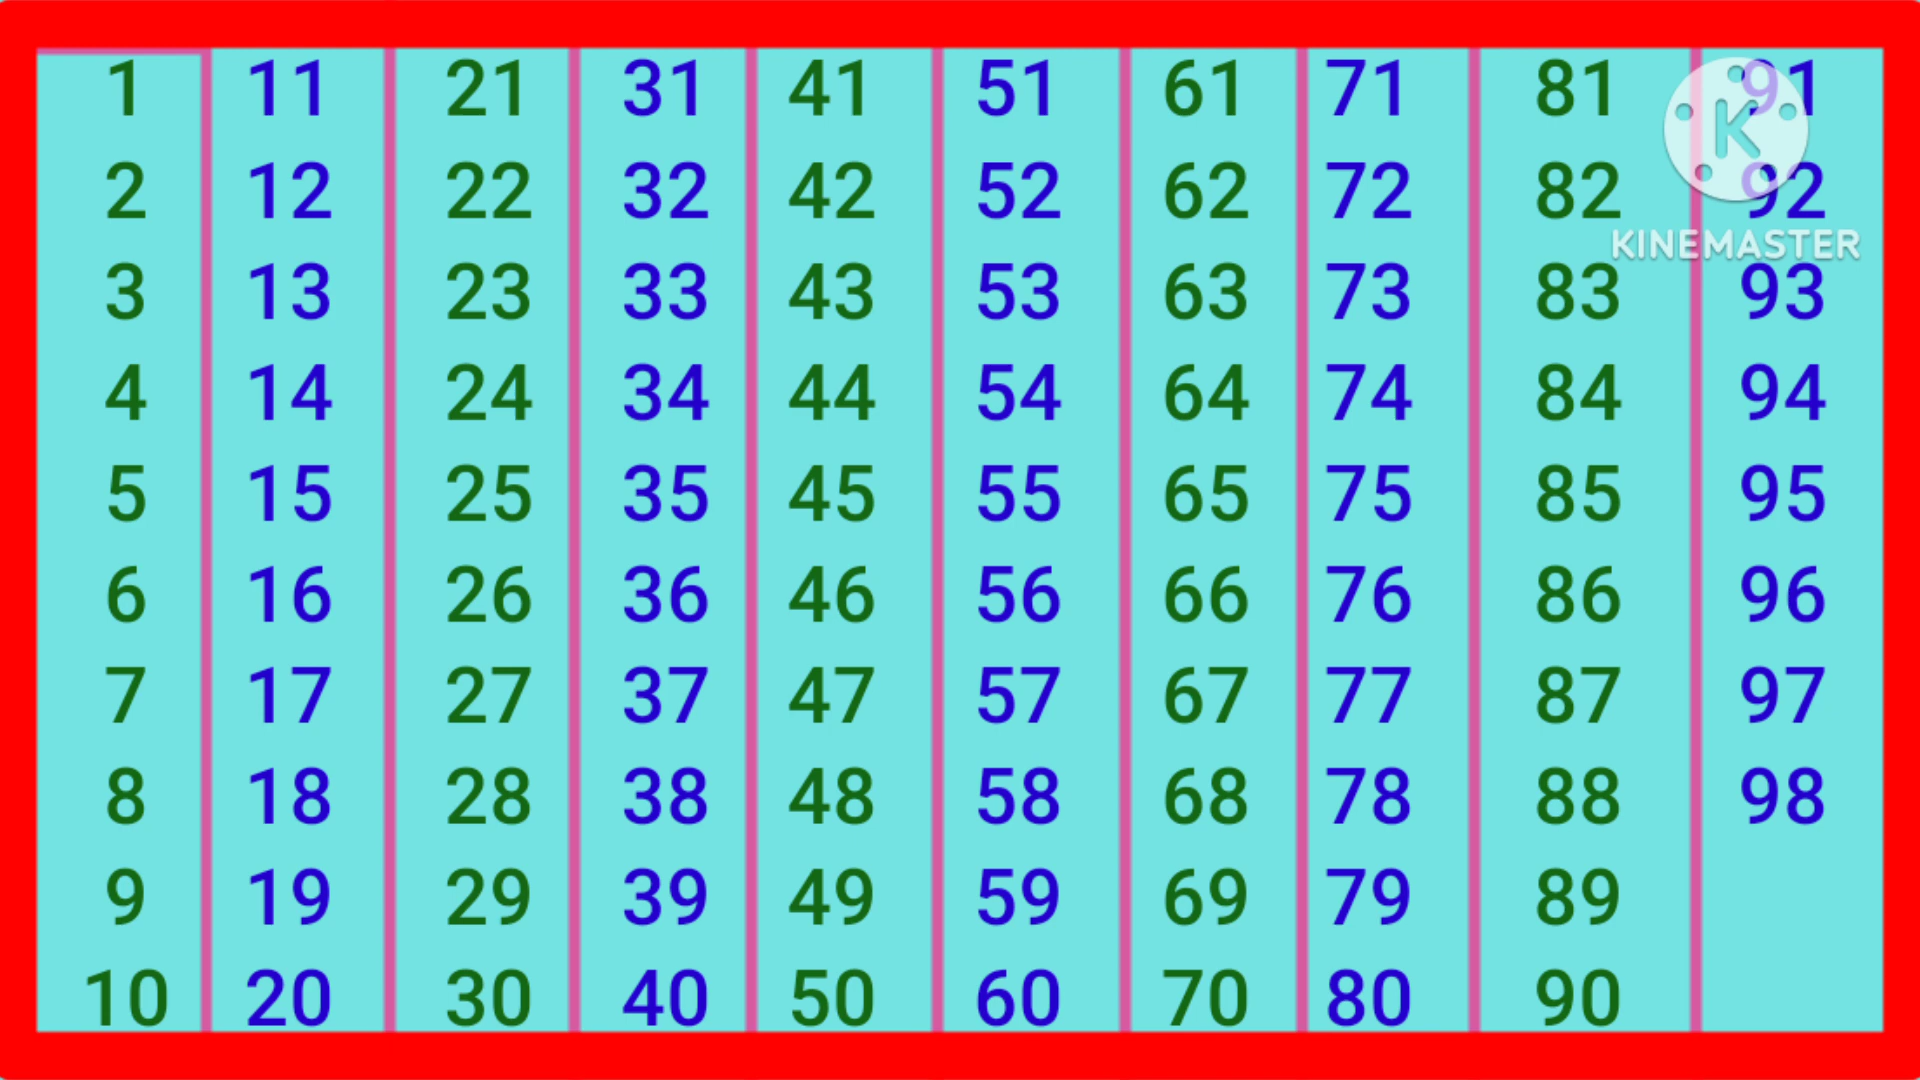 1 11 21 31 41 51 61 71 81 91
2 12 22 32 42 52 62 72 82 92
KINEMASTER
3 13 23 33 43 53 63 73 83 93
4 14 24 34 44 54 64 74 84 94
5 15 25 35 45 55 65 75 85 95
6 16 26 36 46 56 66 76 86 96
7 17 27 37 47 57 67 77 87 97
8 18 28 38 48 58 68 78 88 98
9 19 29 39 49 59 69 79 89
10 20 30 40 50 60 70 80 90